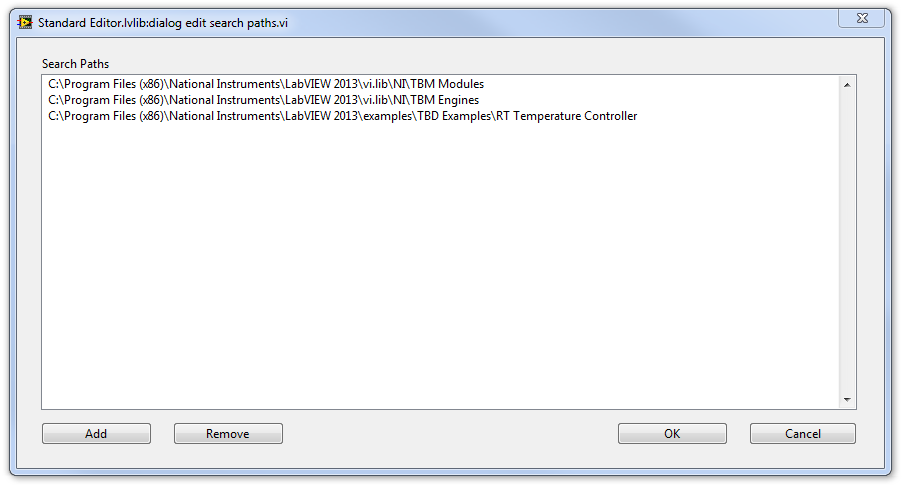 Standard Editor.lvlib:dialog edit search paths.vi
Search Paths
C:\Program Files (x86)\National Instruments\LabVIEW 2013\vi.lib\NI\TBM Modules
C:\Program Files (x86)\National Instruments\LabVIEW 2013\vi.lib\NI\TBM Engines
C:\Program Files (x86)\National Instruments\LabVIEW 2013\examples\TBD Examples\RT Temperature Controller
Add Remove OK Cancel